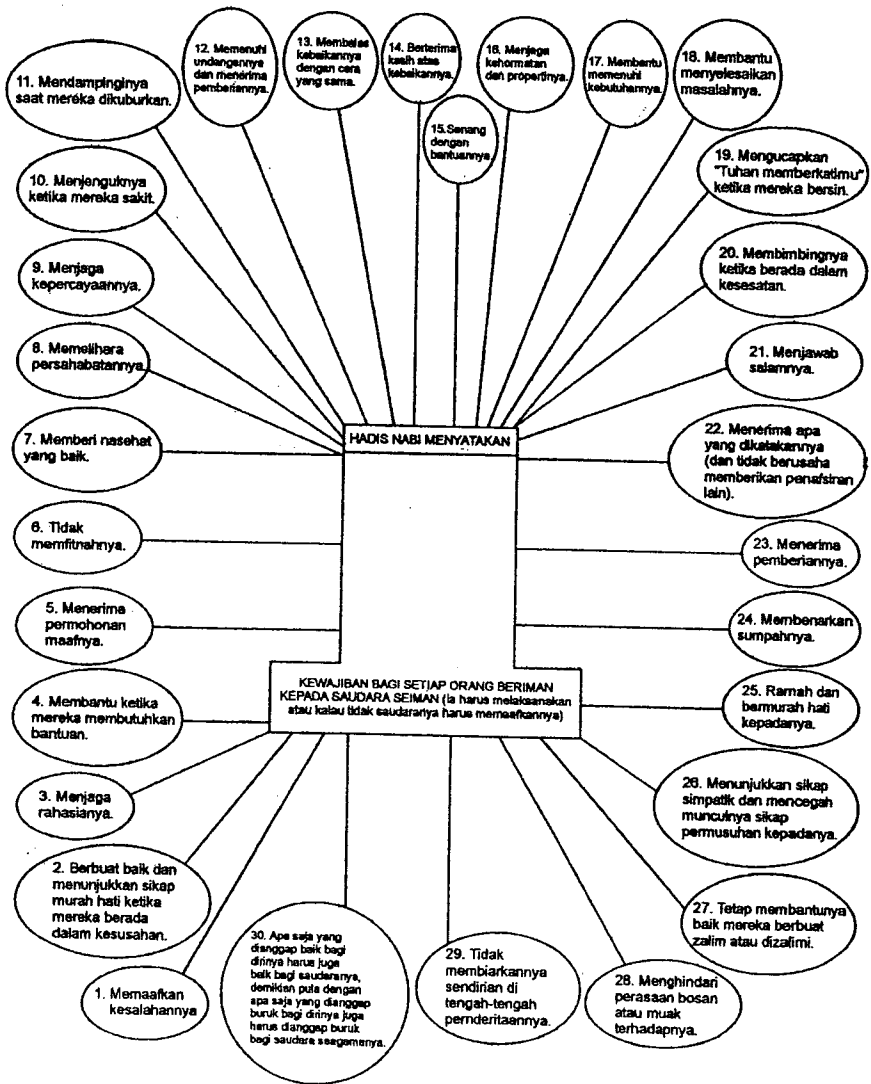 HADIS NABI MENYATAKAN
KEWAJIBAN BAGI SETIAP ORANG BERIMAN
KEPADA SAUDARA SEIMAN (Ia harus melaksanakan
atau kalau tidak saudaranya harus memaafkannya)
1. Memaafkan
kesalahannya
2. Berbuat baik dan
menunjukkan sikap
murah hati ketika
mereka berada
dalam kesusahan.
3. Menjaga
rahasianya.
4. Membantu ketika
mereka membutuhkan
bantuan.
5. Menerima
permohonan
maafnya.
6. Tidak
memfitnahnya.
7. Memberi nasehat
yang baik.
8. Memelihara
persahabatannya.
9. Menjaga
kepercayaannya.
10. Menjenguknya
ketika mereka sakit.
11. Mendampinginya
saat mereka dikuburkan.
12. Memenuhi
undangannya
dan menerima
pemberiannya.
13. Membalas
kebaikannya
dengan cara
yang sama.
14. Berterima
kasih atas
kebaikannya.
15.Senang
dengan
bantuannya.
16. Menjaga
kehormatan
dan propertinya.
17. Membantu
memenuhi
kebutuhannya.
18. Membantu
menyelesaikan
masalahnya.
19. Mengucapkan
"Tuhan memberkatimu"
ketika mereka bersin.
20. Membimbingnya
ketika berada dalam
kesesatan.
21. Menjawab
salamnya.
22. Menerima apa
yang dikatakannya
(dan tidak berusaha
memberikan penafsiran
lain).
23. Menerima
pemberiannya.
24. Membenarkan
sumpahnya.
25. Ramah dan
bermurah hati
kepadanya.
26. Menunjukkan sikap
simpatik dan mencegah
munculnya sikap
permusuhan kepadanya.
27. Tetap membantunya
baik mereka berbuat
zalim atau dizalimi.
28. Menghindari
perasaan bosan
atau muak
terhadapnya.
29. Tidak
membiarkannya
sendirian di
tengah-tengah
pernderitaannya.
30. Apa saja yang
dianggap baik bagi
dirinya harus juga
baik bagi saudaranya,
demikian pula dengan
apa saja yang dianggap
buruk bagi dirinya juga
harus dianggap buruk
bagi saudara seagamanya.